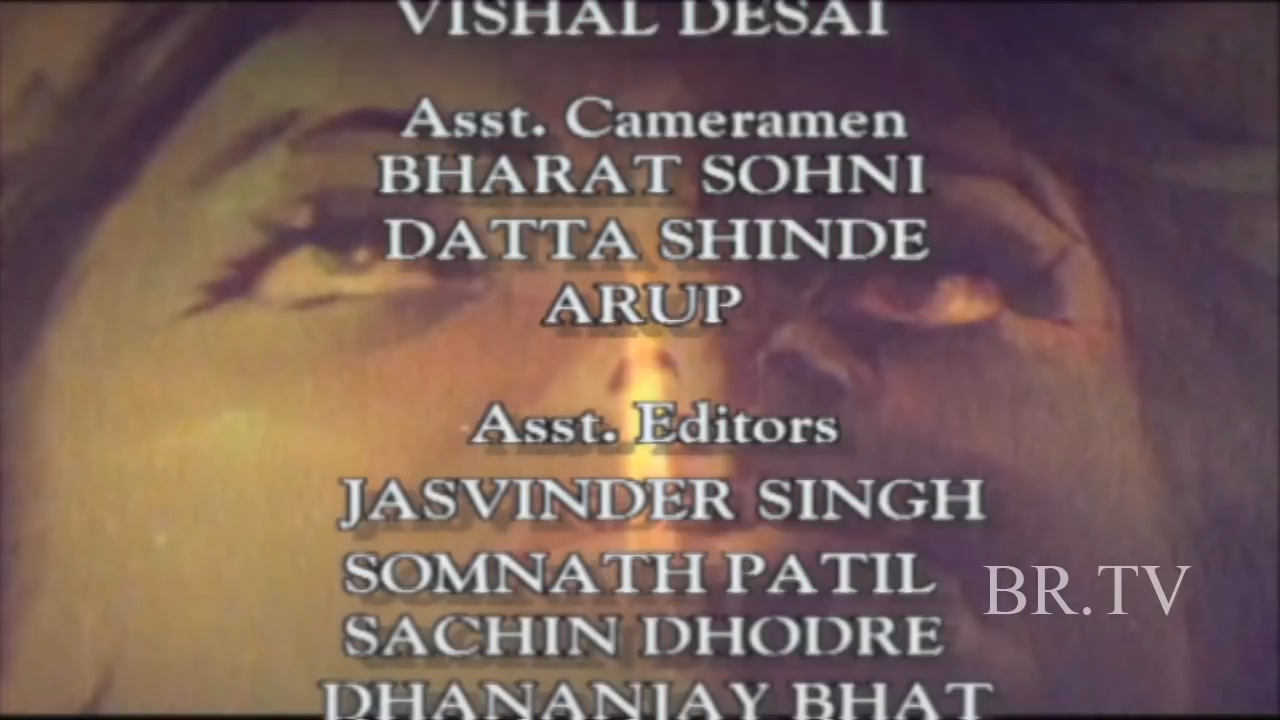 VISHAL DESAI
Asst. Cameramen
BHARAT SOHNI
DATTA SHINDE
ARUP
Asst. Editors
JASVINDER SINGH
SOMNATH PATIL
BR.TV
SACHIN DHODRE
DHANANJAY BHAT